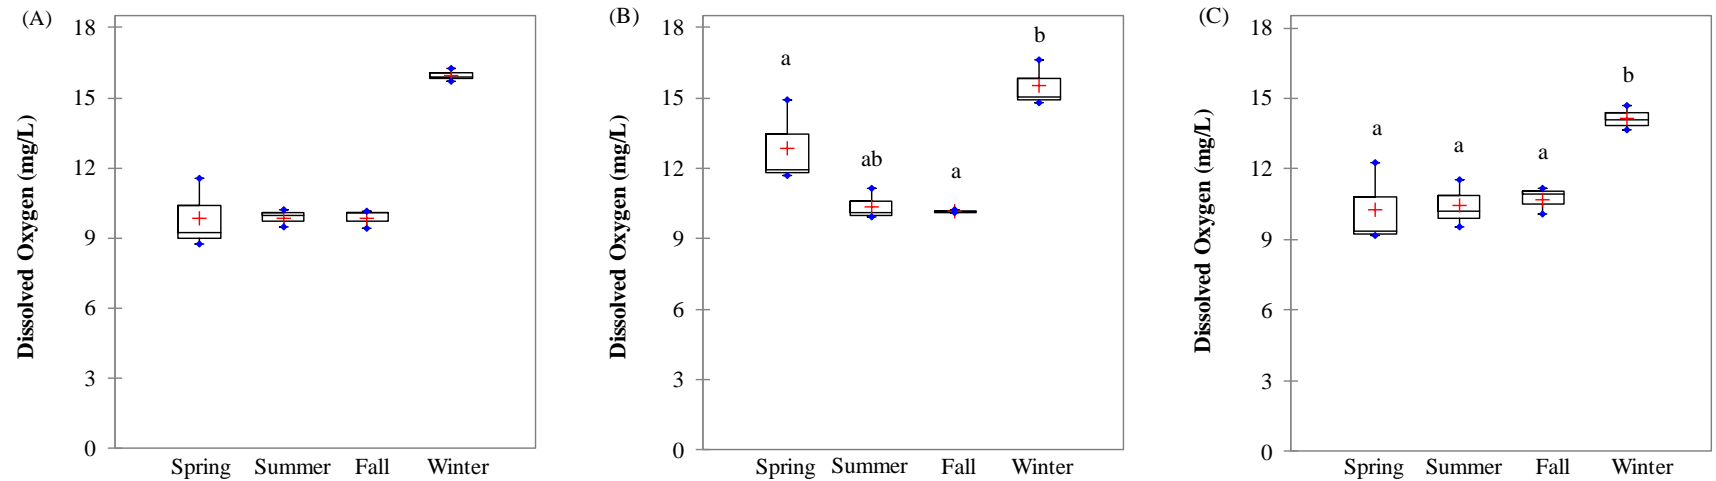 (A)
Dissolved Oxygen (mg/L)
18
15
12
9
6
3
0
Spring Summer Fall Winter
(B)
Dissolved Oxygen (mg/L)
18
15
12
9
6
3
0
a
ab
a
b
Spring Summer Fall Winter
(C)
Dissolved Oxygen (mg/L)
18
15
12
9
6
3
0
a
a
a
b
Spring Summer Fall Winter